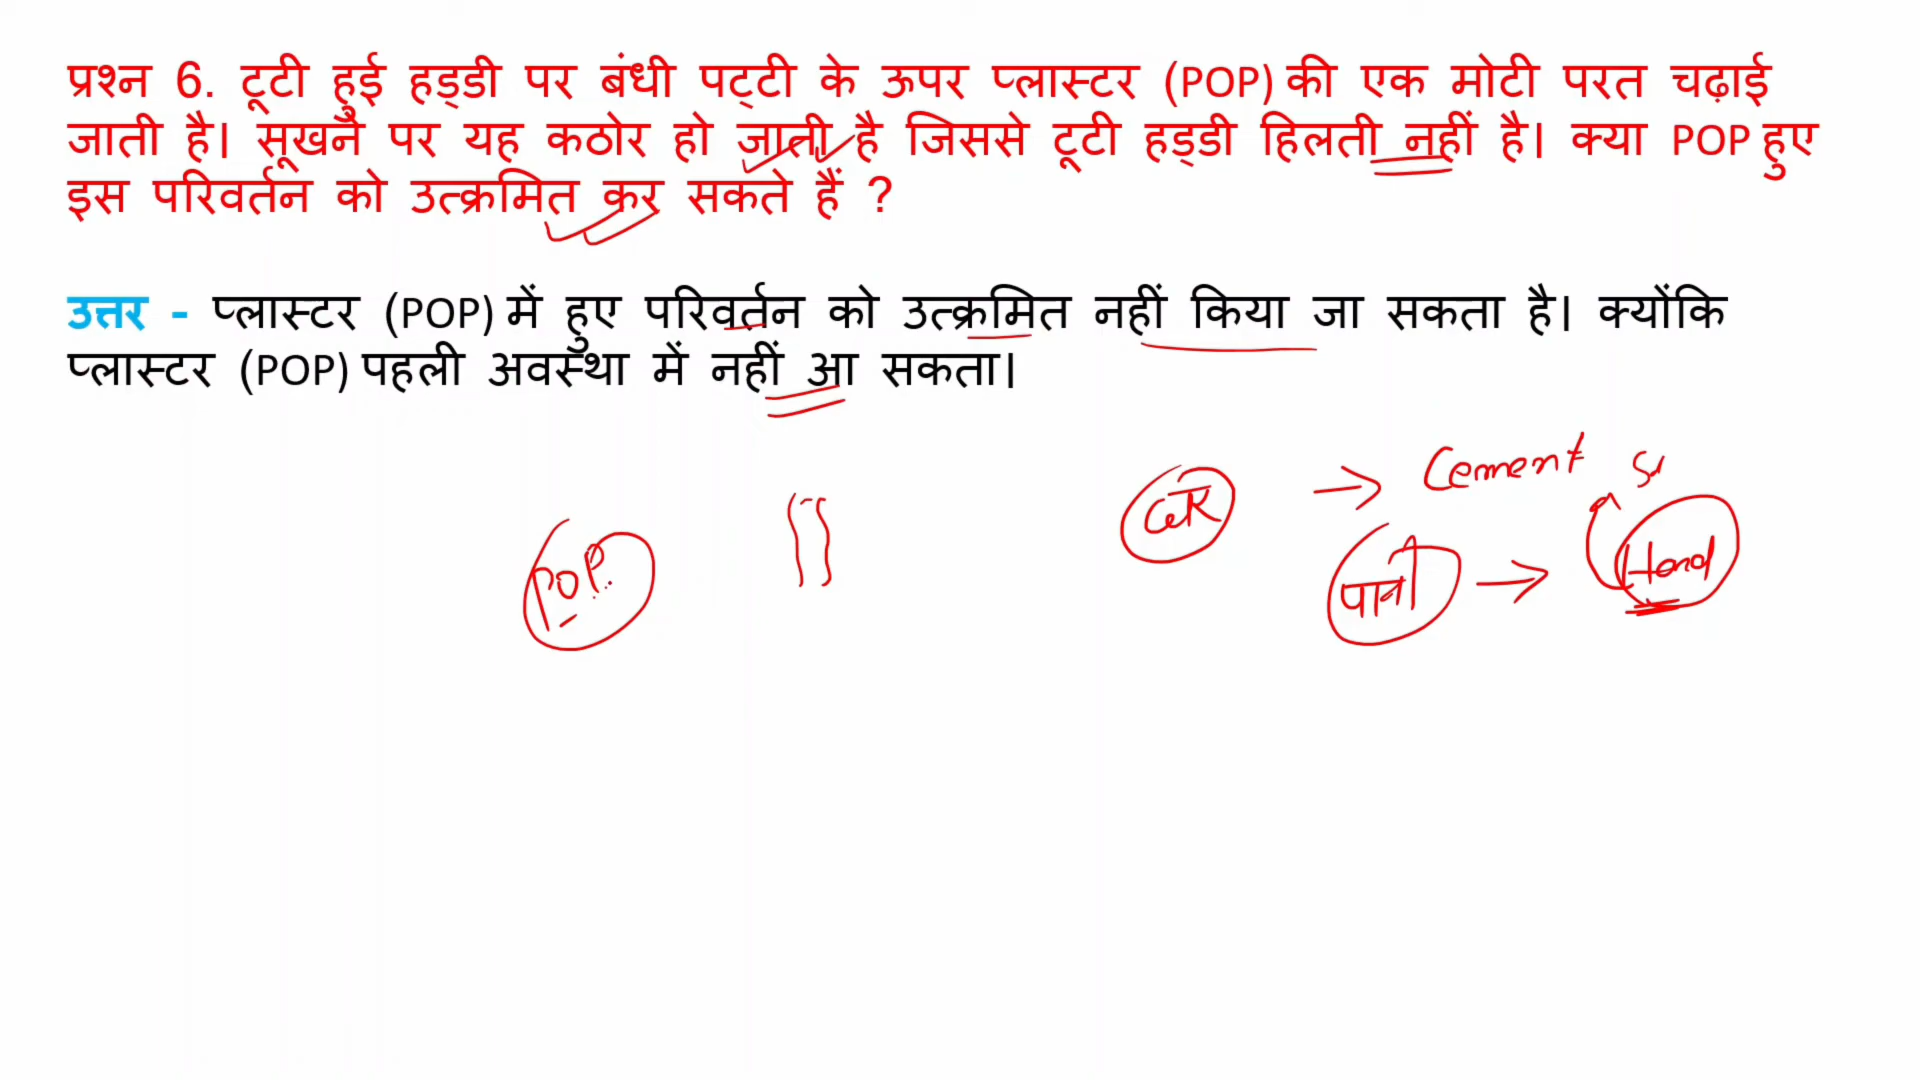 प्रश्न 6. टूटी हुई हड्डी पर बंधी पट्टी के ऊपर प्लास्टर (POP) की एक मोटी परत चढ़ाई
जाती है। सूखने पर यह कठोर हो जाती है जिससे टूटी हड्डी हिलती नहीं है। क्या POP हुए
इस परिवर्तन को उत्क्रमित कर सकते हैं ?
उत्तर - प्लास्टर (POP) में हुए परिवर्तन को उत्क्रमित नहीं किया जा सकता है। क्योंकि
प्लास्टर (POP) पहली अवस्था में नहीं आ सकता।
Cement
POP
पानी